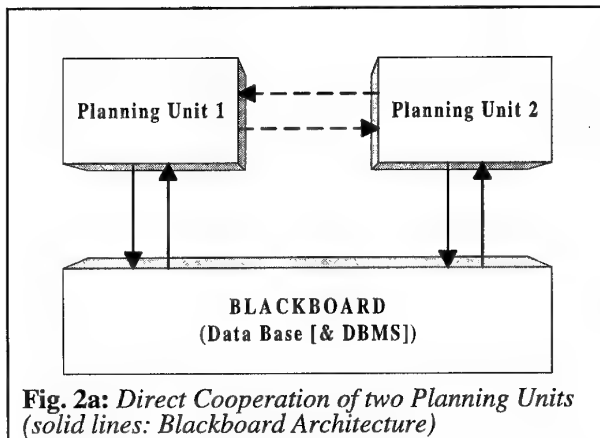 Planning Unit 1
Planning Unit 2
BLACKBOARD
(Data Base [& DBMS])
Fig. 2a: Direct Cooperation of two Planning Units
(solid lines: Blackboard Architecture)